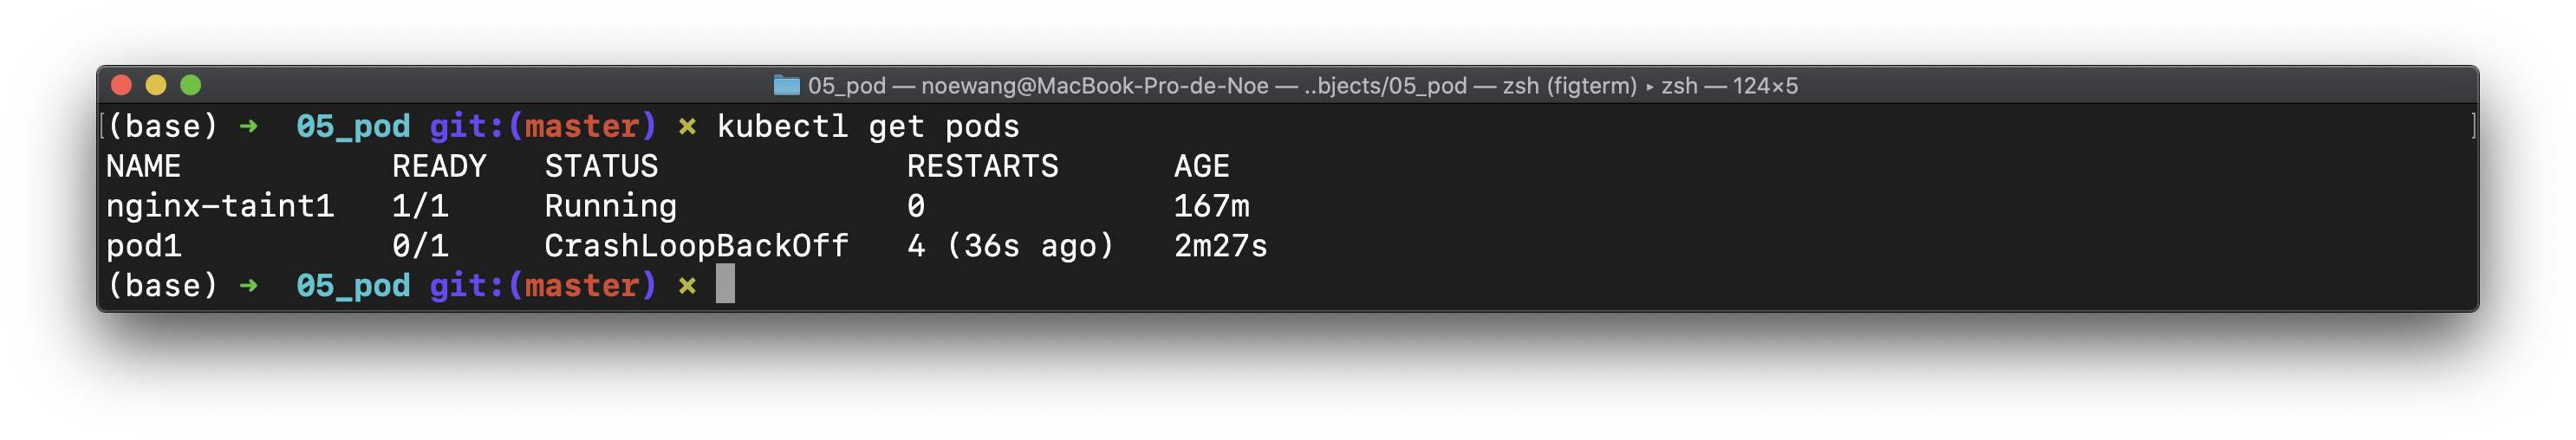 05_pod — noewang@MacBook-Pro-de-Noe — ..bjects/05_pod — zsh (figterm) ‣ zsh — 124×5
[(base) ➜  05_pod git:(master) ✗ kubectl get pods ]
NAME           READY   STATUS             RESTARTS      AGE
nginx-taint1   1/1     Running            0             167m
pod1           0/1     CrashLoopBackOff   4 (36s ago)   2m27s
(base) ➜  05_pod git:(master) ✗